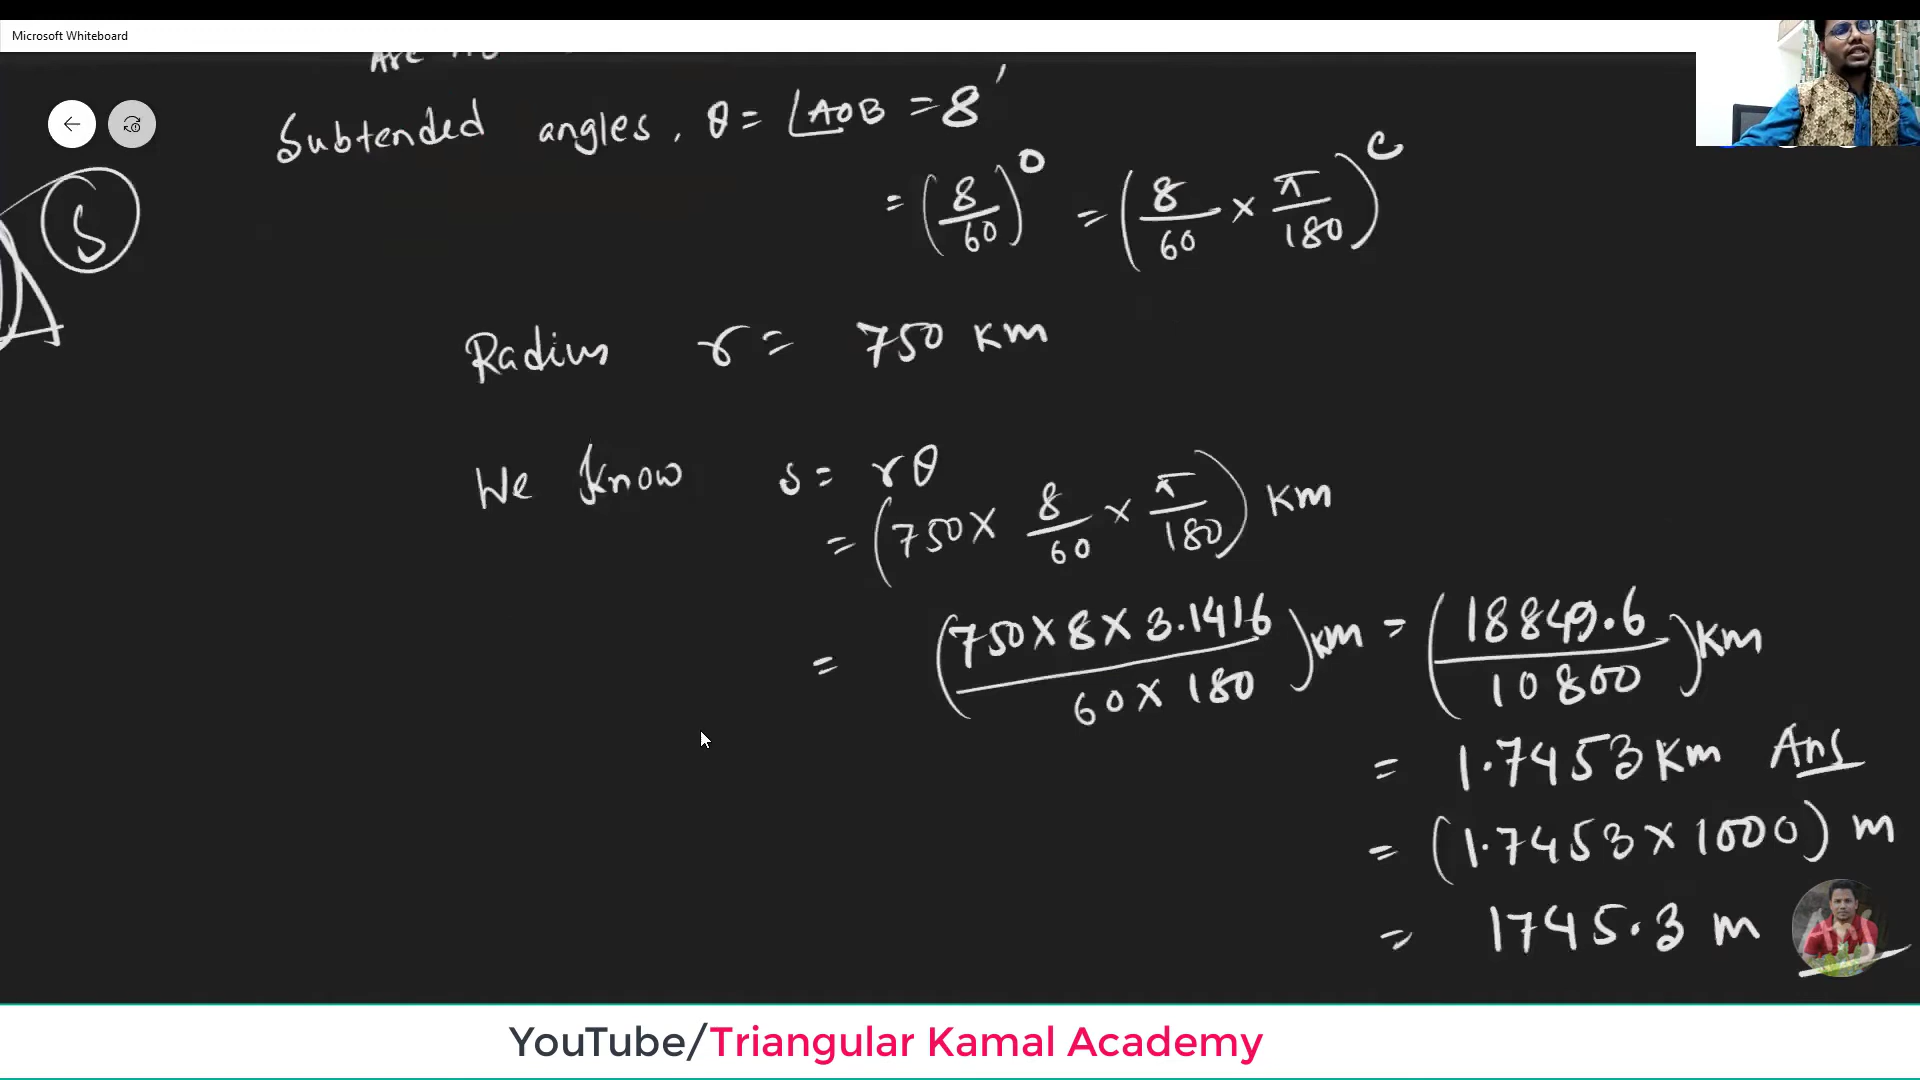 Microsoft Whiteboard
Arc
Subtended angles, θ = ∠AOB = 8′
= (8/60)° = (8/60 × π/180)ᶜ
S
Radius r = 750 Km
We know s = rθ
= (750 × 8/60 × π/180) Km
= (750 × 8 × 3.1416 / 60 × 180) Km = (18849.6 / 10800) Km
= 1.7453 Km Ans
= (1.7453 × 1000) m
= 1745.3 m
YouTube/Triangular Kamal Academy